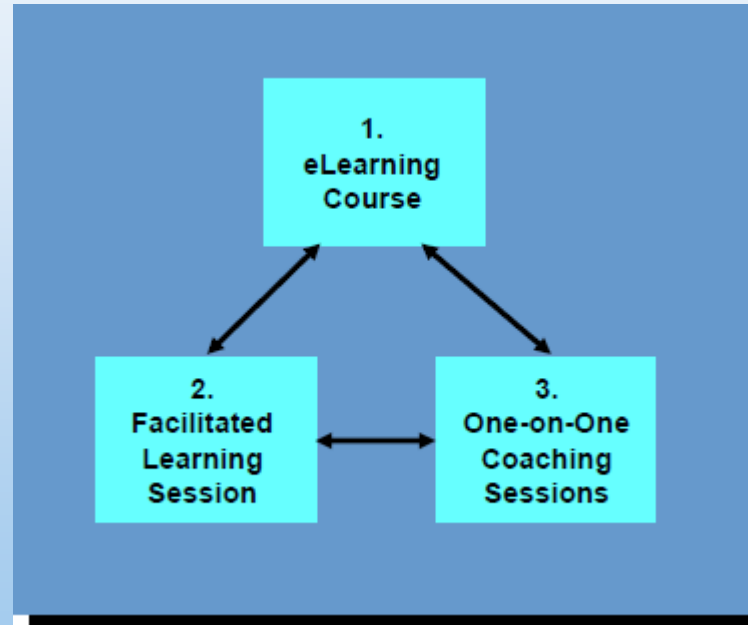 1.
eLearning
Course
2.
Facilitated
Learning
Session
3.
One-on-One
Coaching
Sessions